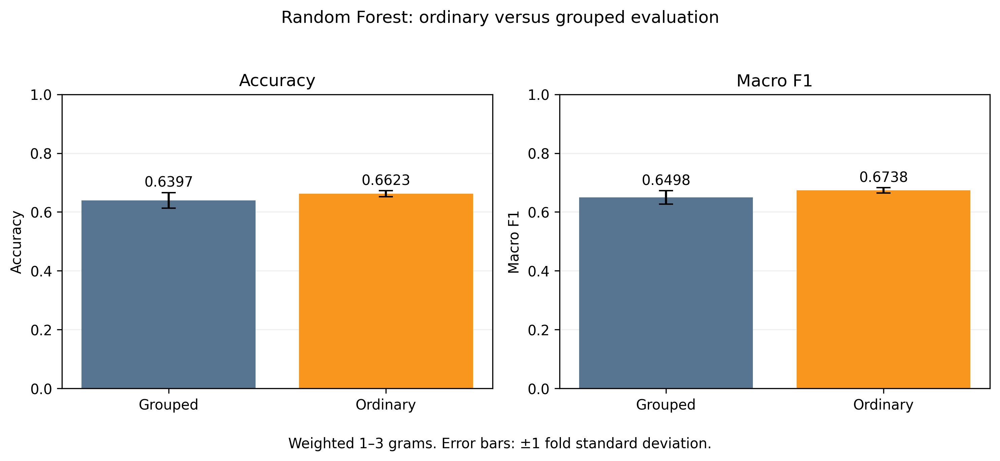 Random Forest: ordinary versus grouped evaluation
Accuracy
1.0
0.8
0.6
0.4
0.2
0.0
Accuracy
0.6397
0.6623
Grouped
Ordinary
Macro F1
1.0
0.8
0.6
0.4
0.2
0.0
Macro F1
0.6498
0.6738
Grouped
Ordinary
Weighted 1–3 grams. Error bars: ±1 fold standard deviation.